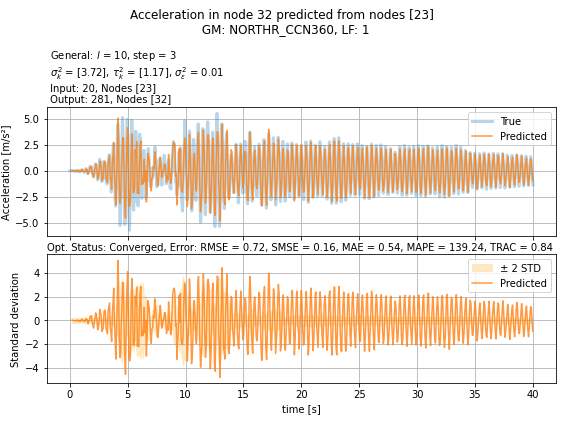 Acceleration in node 32 predicted from nodes [23]
GM: NORTHR_CCN360, LF: 1
General: l = 10, step = 3
σ²ₖ = [3.72], τ²ₖ = [1.17], σ²ε = 0.01
Input: 20, Nodes [23]
Output: 281, Nodes [32]
True
Predicted
Acceleration [m/s²]
5.0
2.5
0.0
−2.5
−5.0
Opt. Status: Converged, Error: RMSE = 0.72, SMSE = 0.16, MAE = 0.54, MAPE = 139.24, TRAC = 0.84
± 2 STD
Predicted
Standard deviation
4
2
0
−2
−4
0 5 10 15 20 25 30 35 40
time [s]